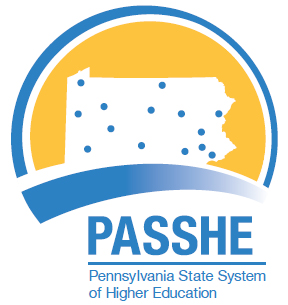 PASSHE
Pennsylvania State System
of Higher Education